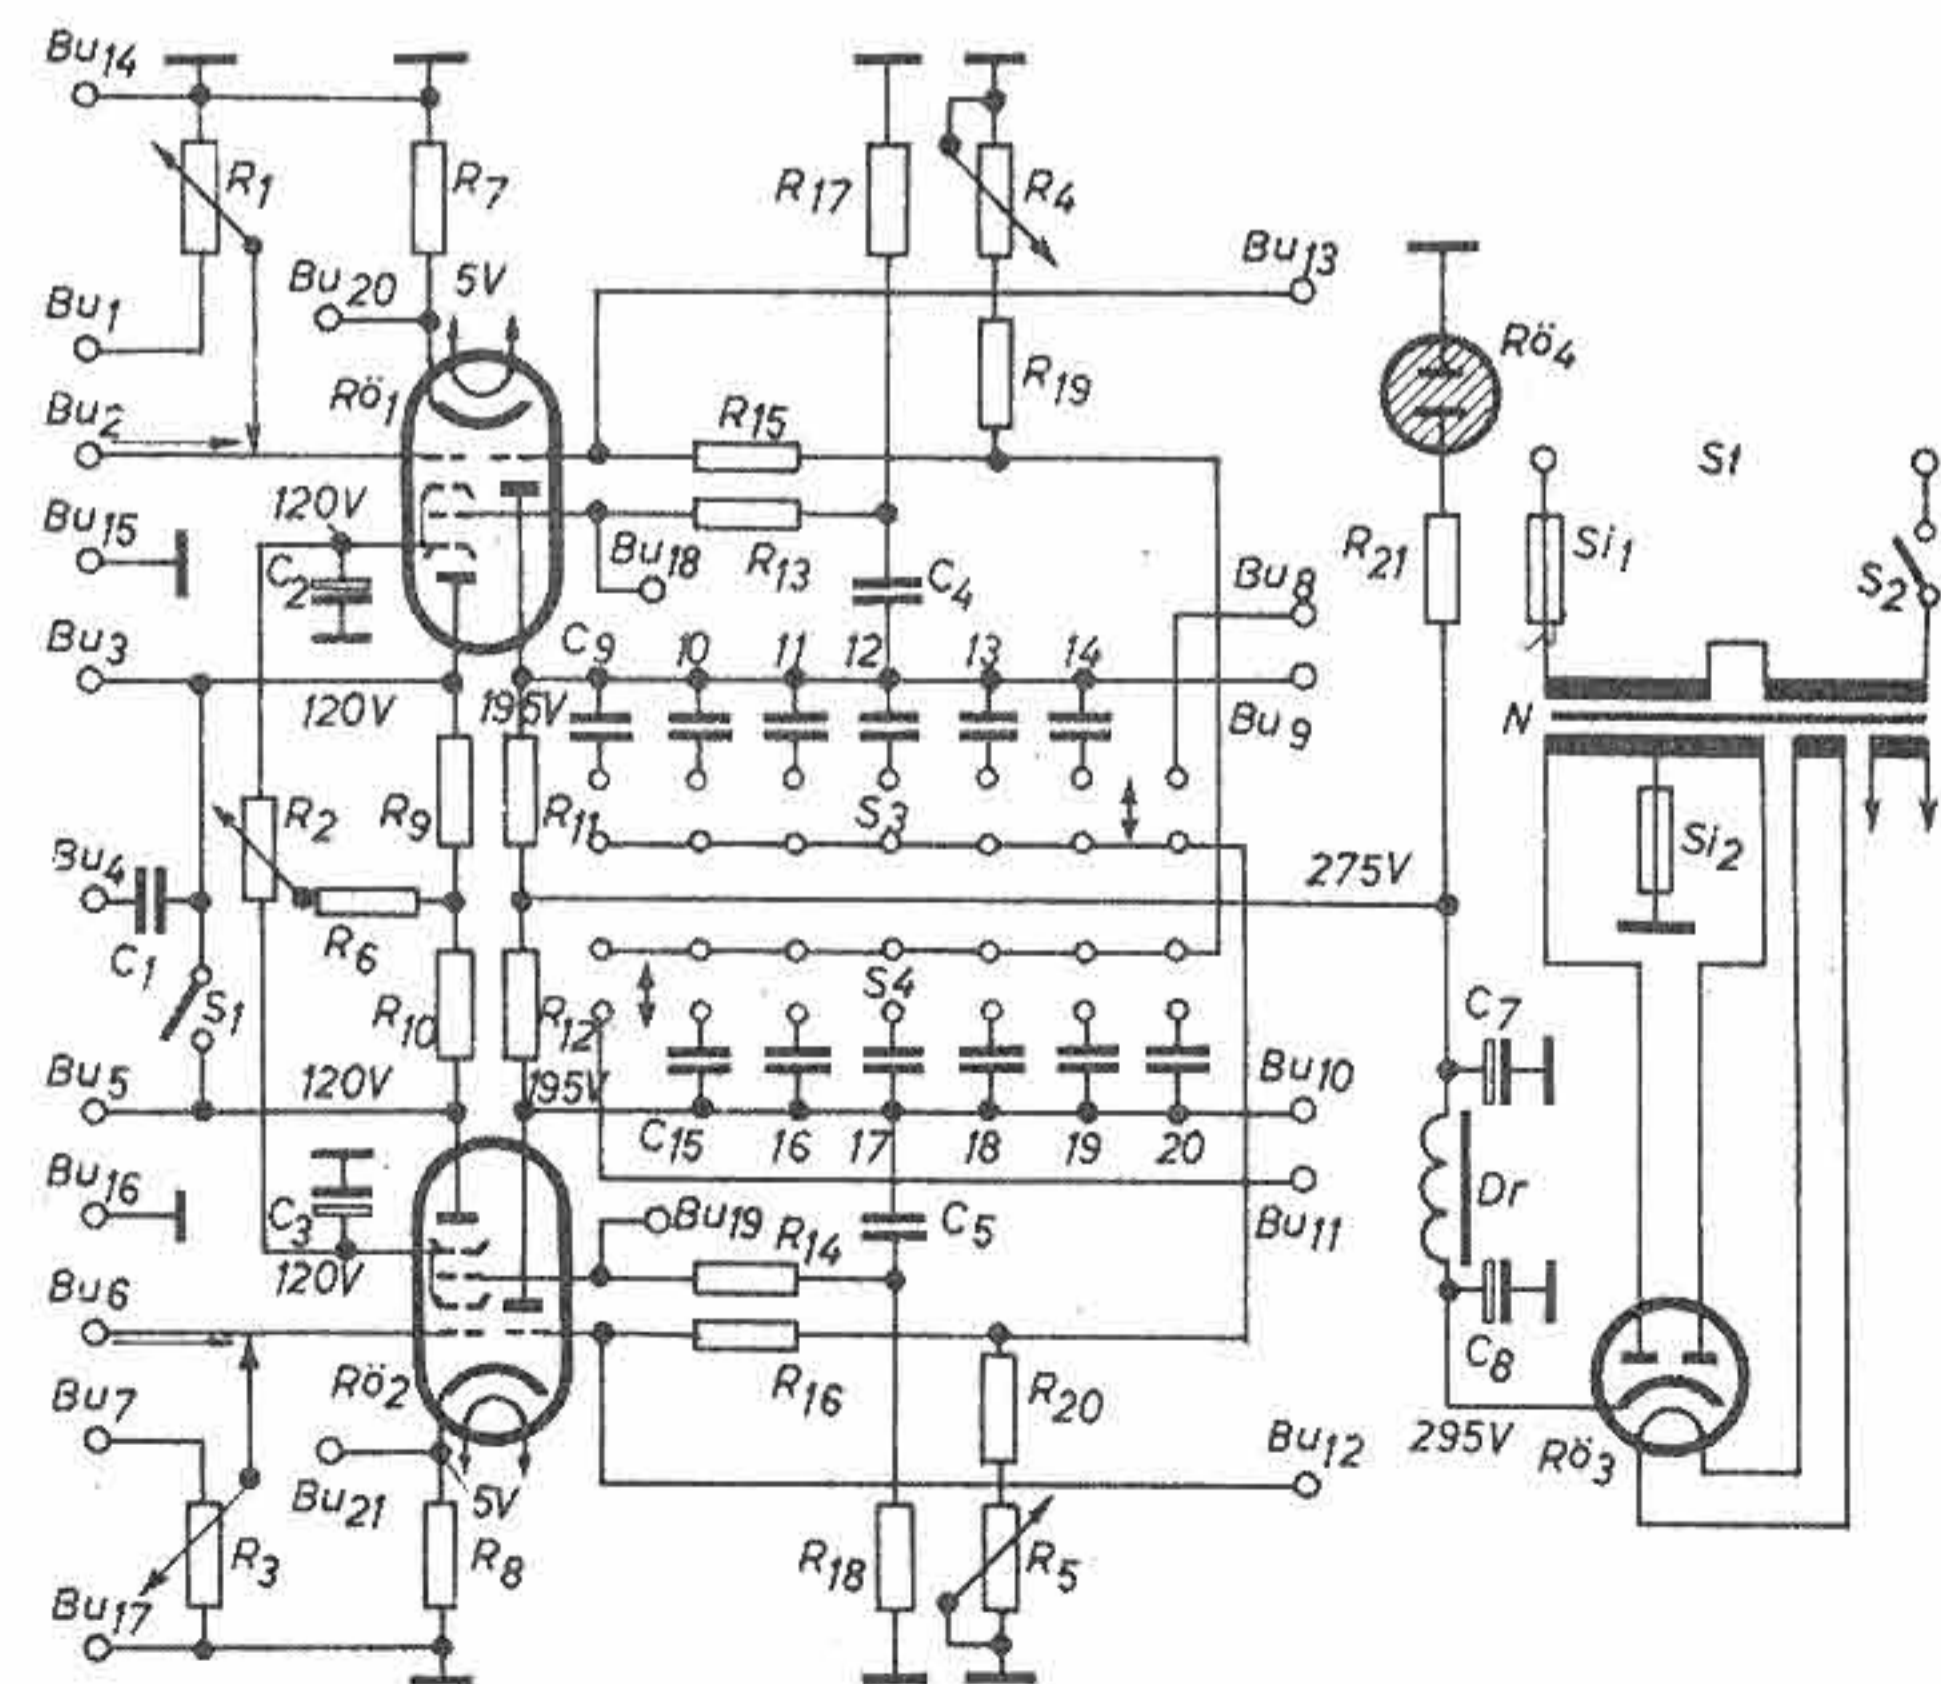 Bu14
R1
R7
R17
R4
Bu13
Bu1
Bu20
5V
Rö1
Bu2
R15
R19
Rö4
120V
Bu15
C2
Bu18
R13
C4
Bu8
R21
Si1
St
S2
Bu3
120V
195V
C9
10
11
12
13
14
Bu9
N
R2
R9
R11
S3
Si2
Bu4
275V
C1
R6
S1
R10
R12
S4
C7
Bu5
120V
195V
C15
16
17
18
19
20
Bu10
Bu16
C3
Bu19
R14
C5
Bu11
Dr
120V
Bu6
Rö2
R16
R20
C8
Bu7
Bu12
295V
Rö3
Bu21
5V
R3
R8
R18
R5
Bu17